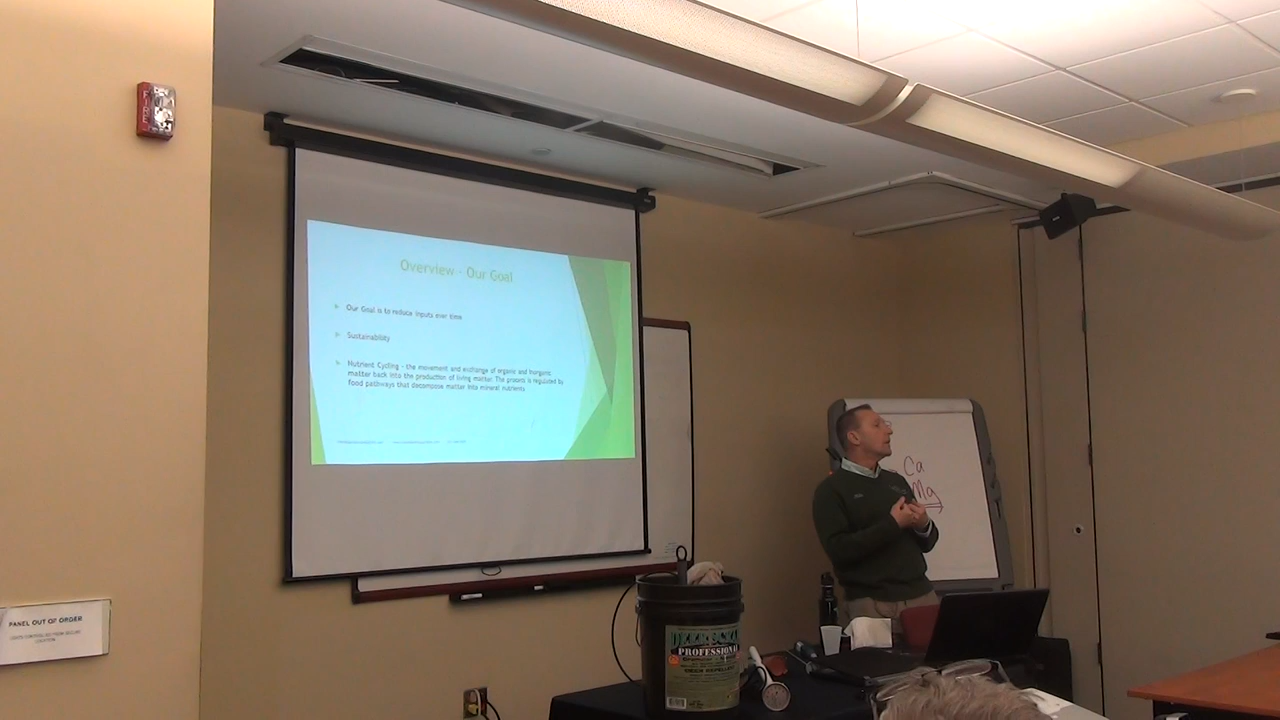 FIRE
Overview - Our Goal
Our Goal is to reduce inputs over time
Sustainability
Nutrient Cycling - the movement and exchange of organic and inorganic
matter back into the production of living matter. The process is regulated by
food pathways that decompose matter into mineral nutrients
Ca
Mg
PANEL OUT OF ORDER
PROFESSIONAL
DEER REPELLENT